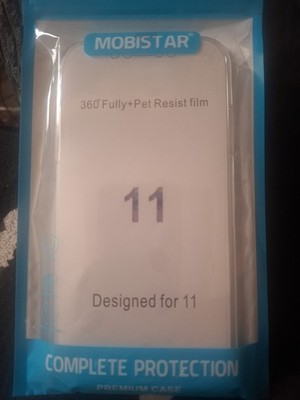 MOBISTAR®
360°Fully+Pet Resist film
11
Designed for 11
COMPLETE PROTECTION
PREMIUM CASE